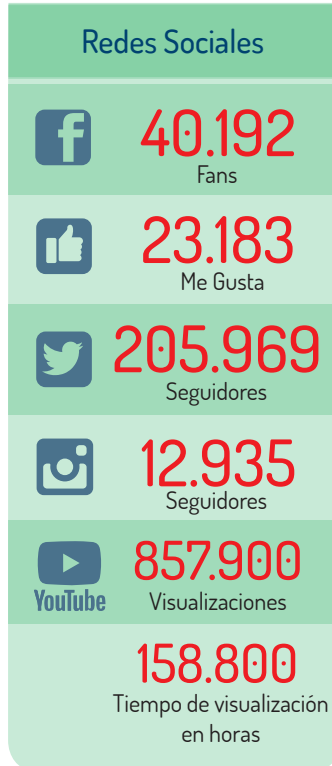 Redes Sociales
40.192
Fans
23.183
Me Gusta
205.969
Seguidores
12.935
Seguidores
857.900
YouTube
Visualizaciones
158.800
Tiempo de visualización
en horas